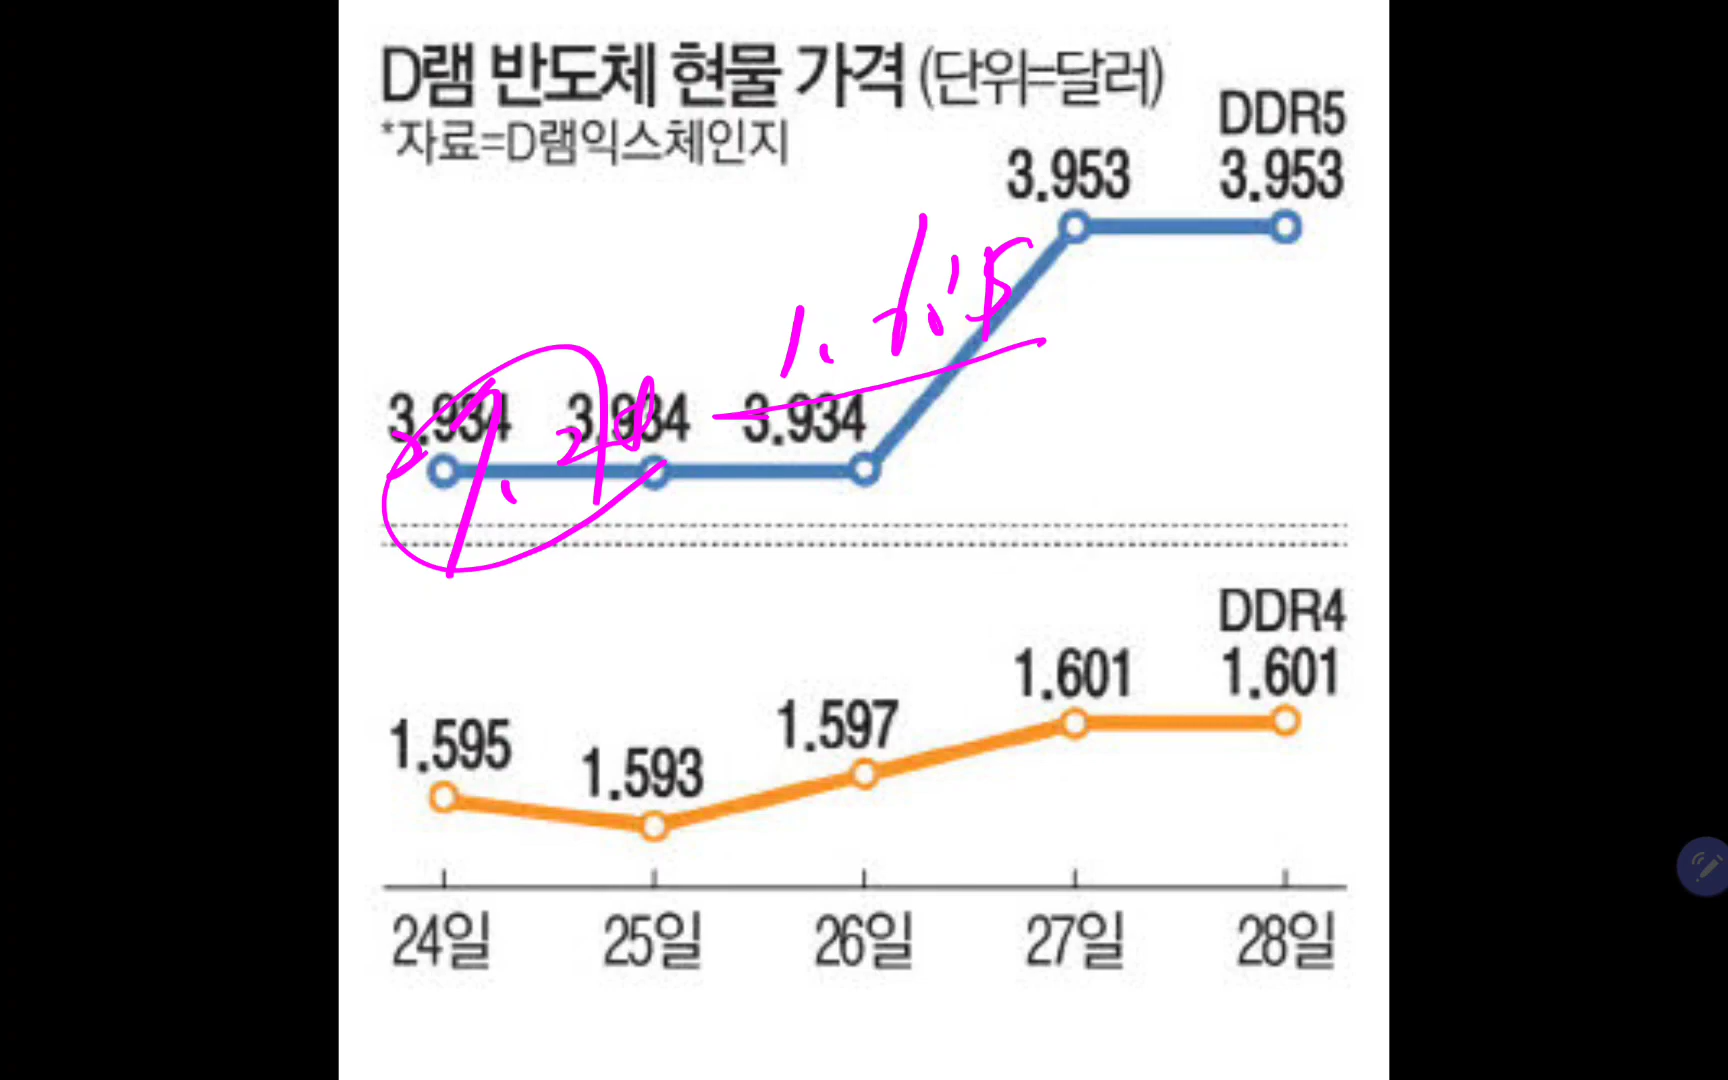 D램 반도체 현물 가격 (단위=달러)
*자료=D램익스체인지
DDR5
3.953 3.953
3.934 3.934 3.934
DDR4
1.601 1.601
1.595 1.593 1.597
24일 25일 26일 27일 28일